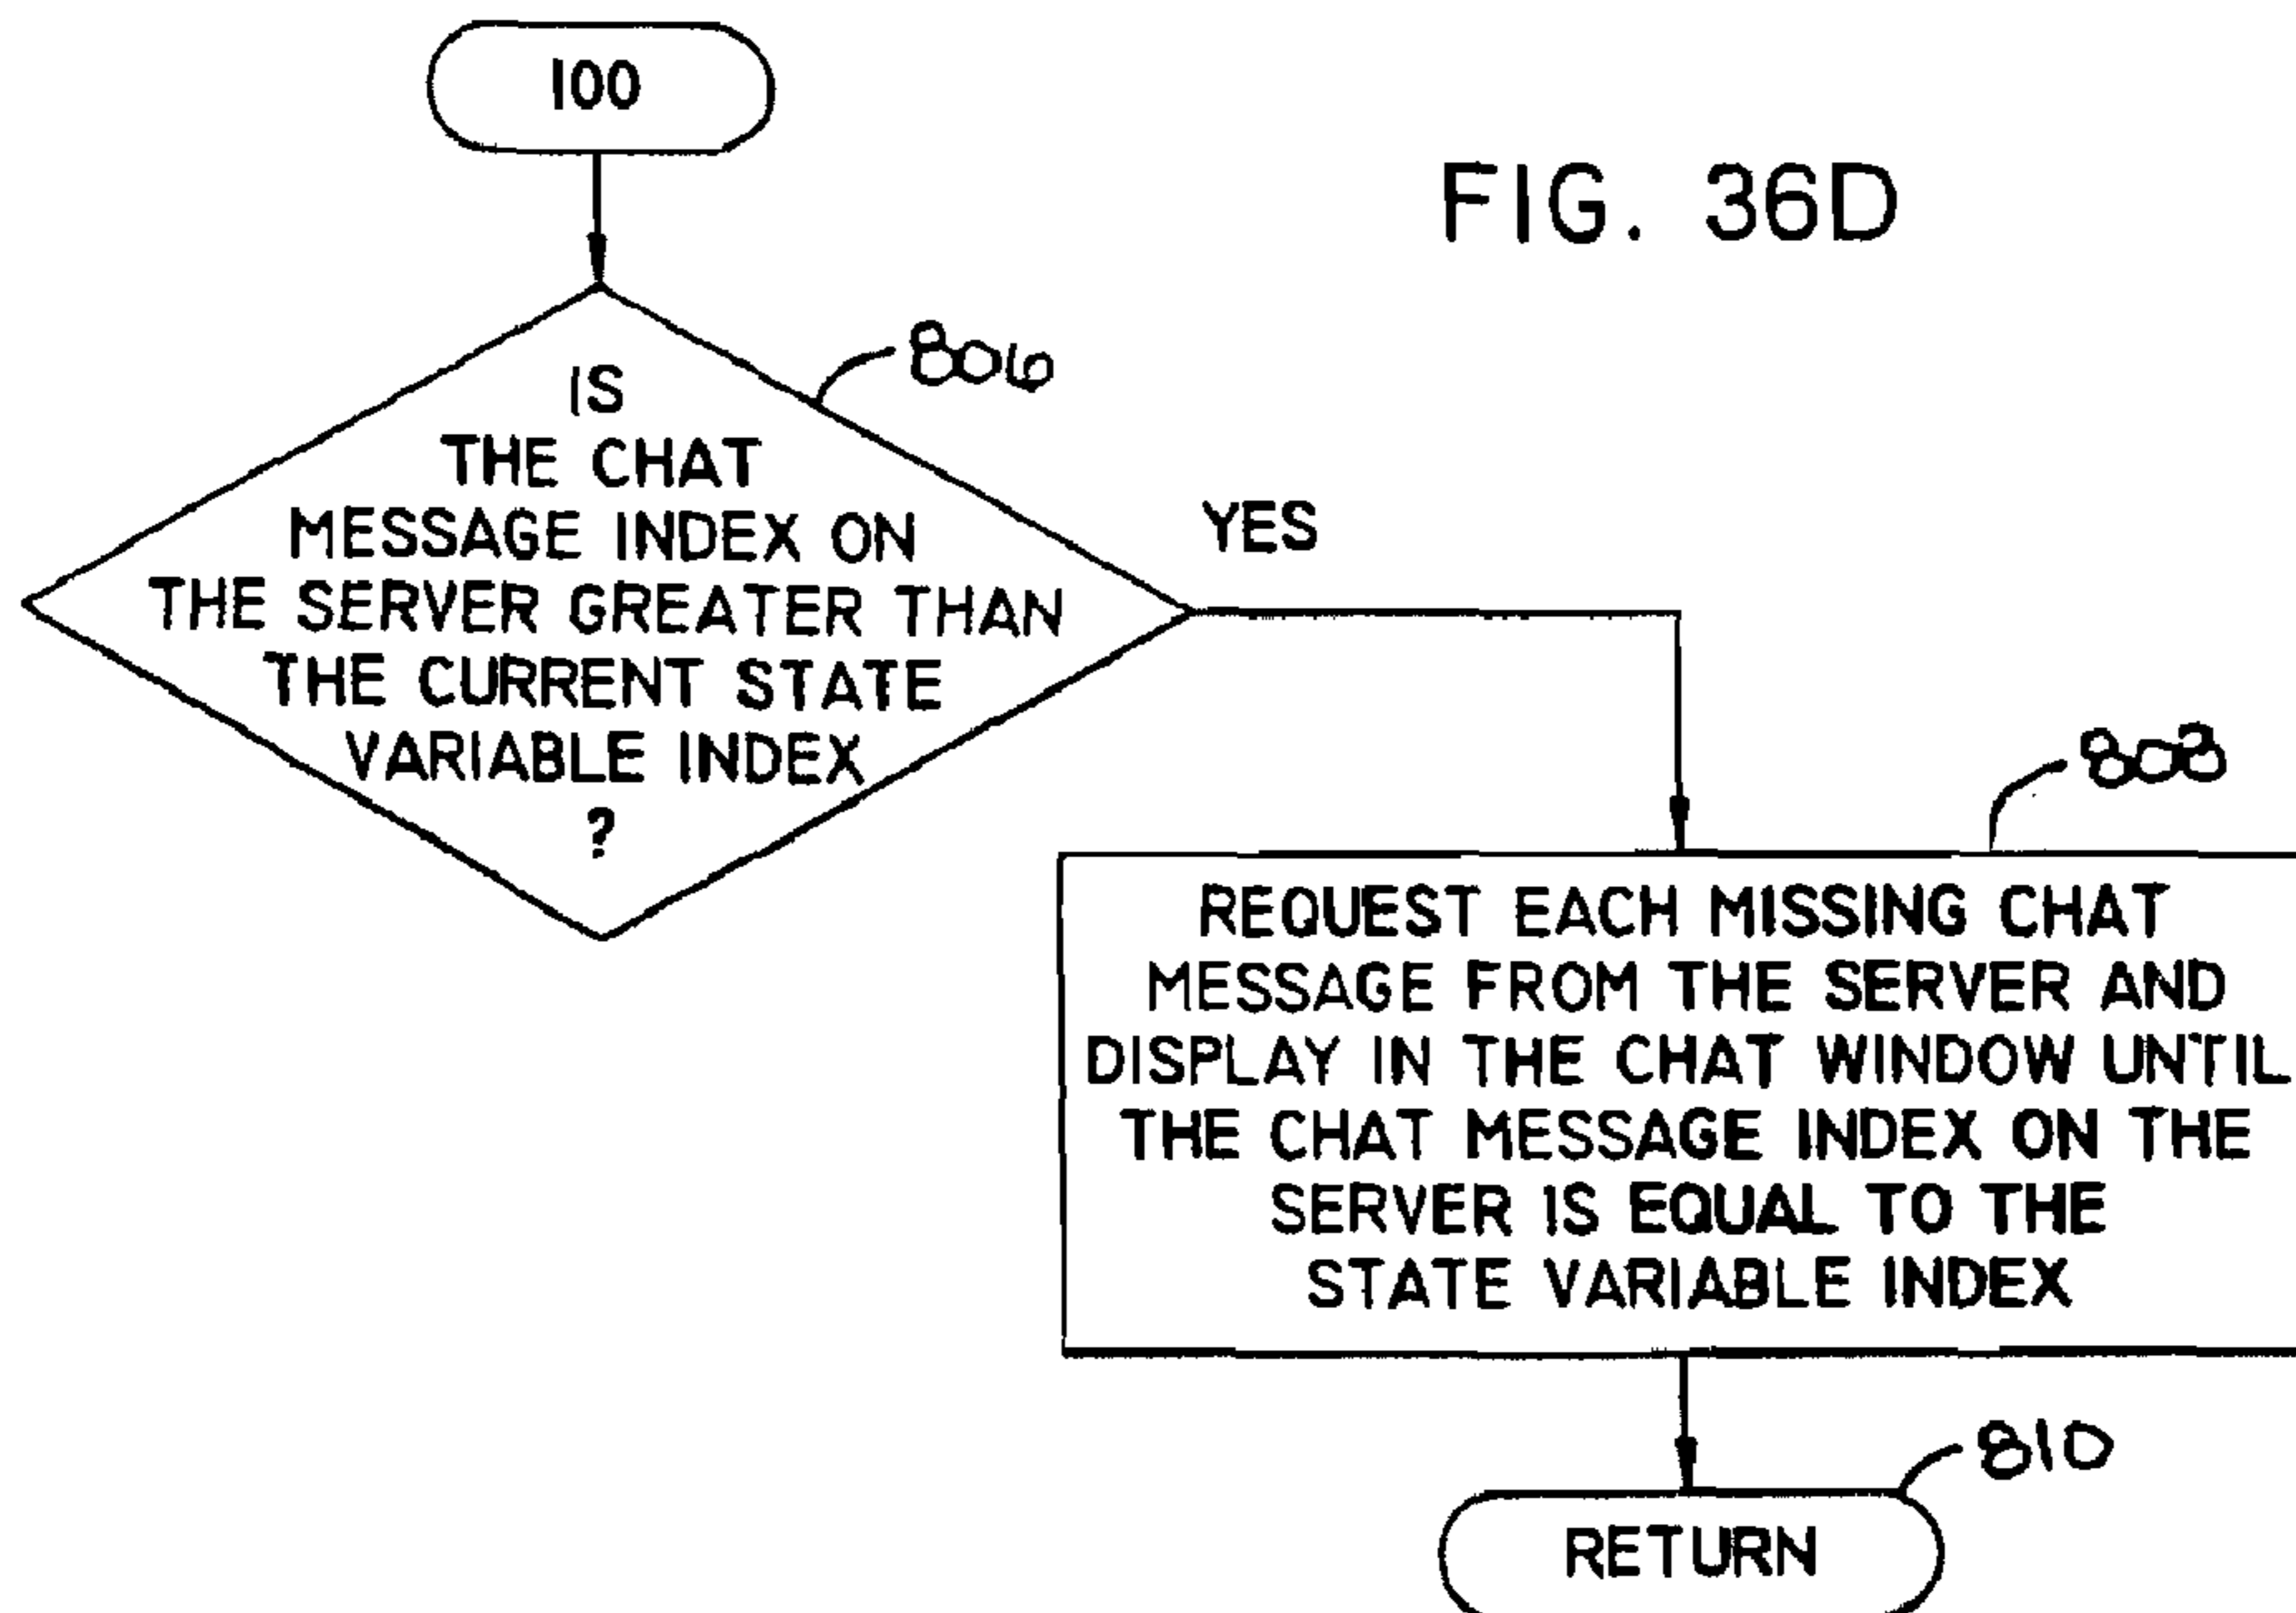 100
FIG. 36D
806
IS
THE CHAT
MESSAGE INDEX ON
THE SERVER GREATER THAN
THE CURRENT STATE
VARIABLE INDEX
?
YES
808
REQUEST EACH MISSING CHAT
MESSAGE FROM THE SERVER AND
DISPLAY IN THE CHAT WINDOW UNTIL
THE CHAT MESSAGE INDEX ON THE
SERVER IS EQUAL TO THE
STATE VARIABLE INDEX
810
RETURN